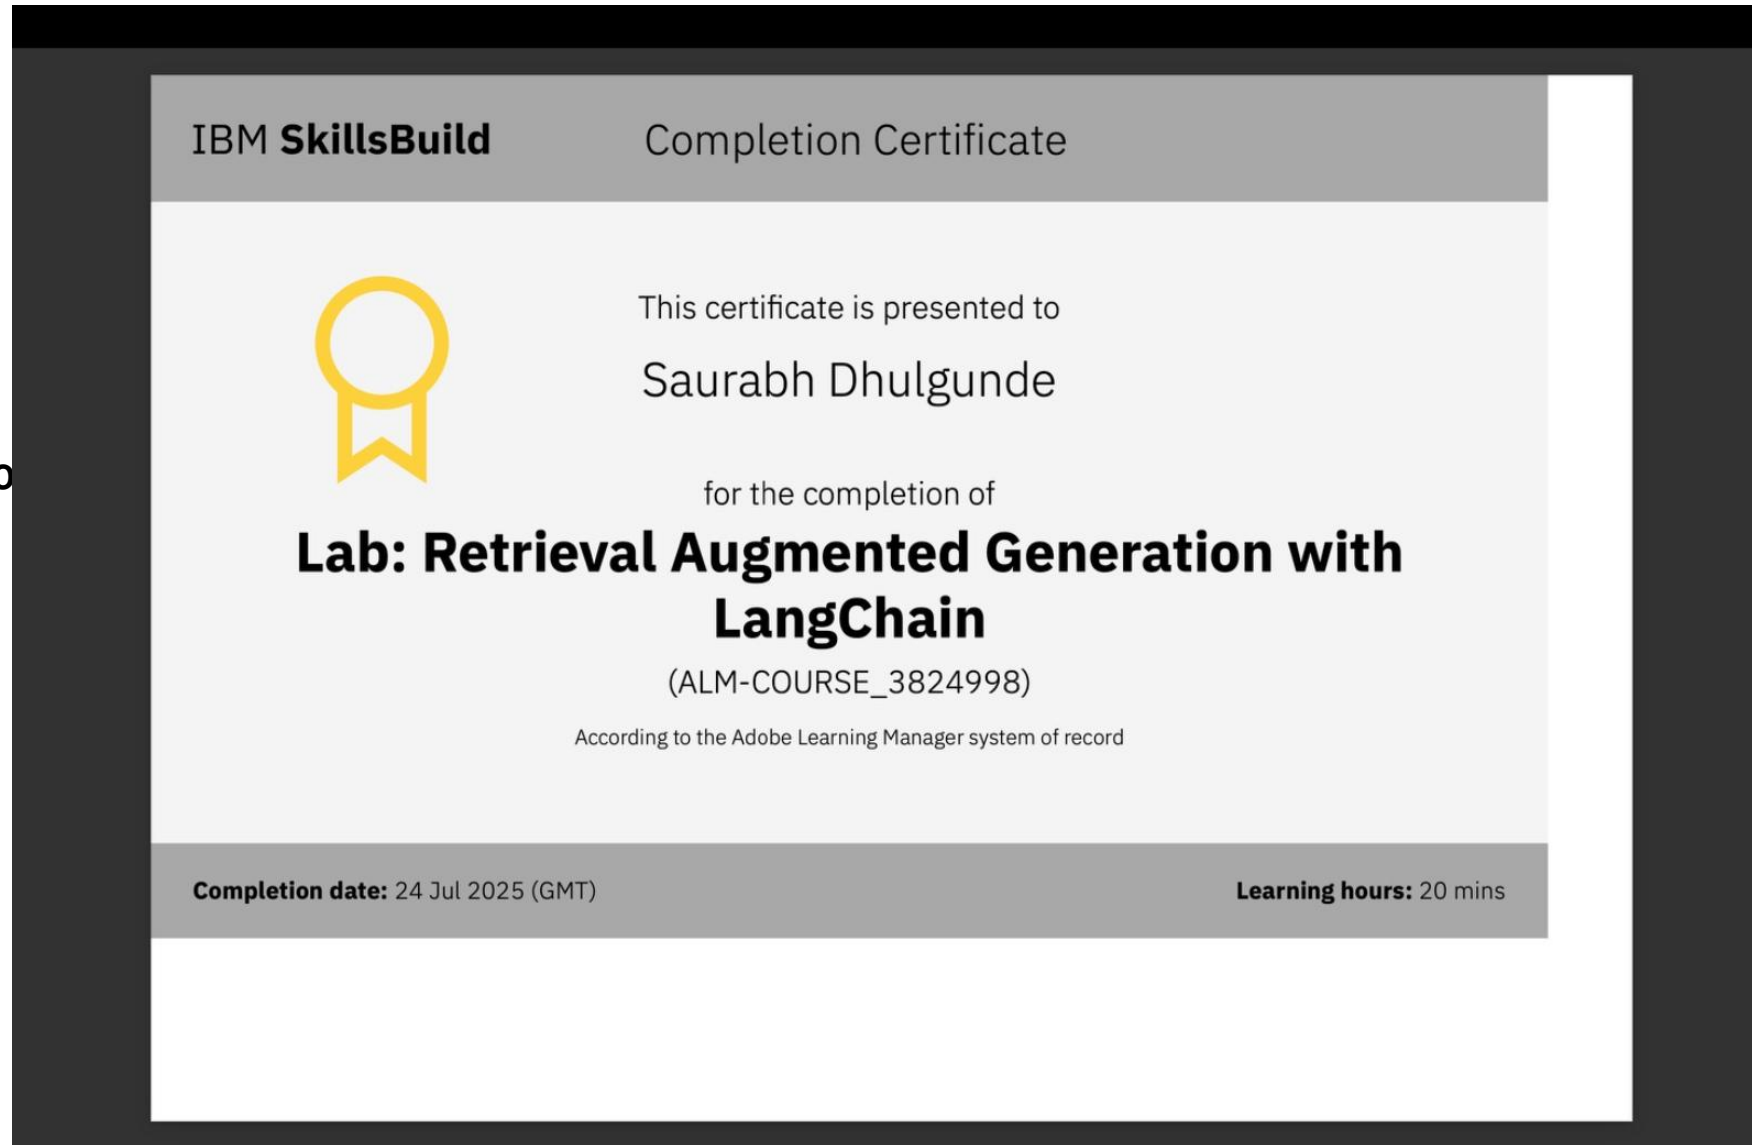 IBM SkillsBuild
Completion Certificate
This certificate is presented to
Saurabh Dhulgunde
for the completion of
Lab: Retrieval Augmented Generation with
LangChain
(ALM-COURSE_3824998)
According to the Adobe Learning Manager system of record
Completion date: 24 Jul 2025 (GMT)
Learning hours: 20 mins